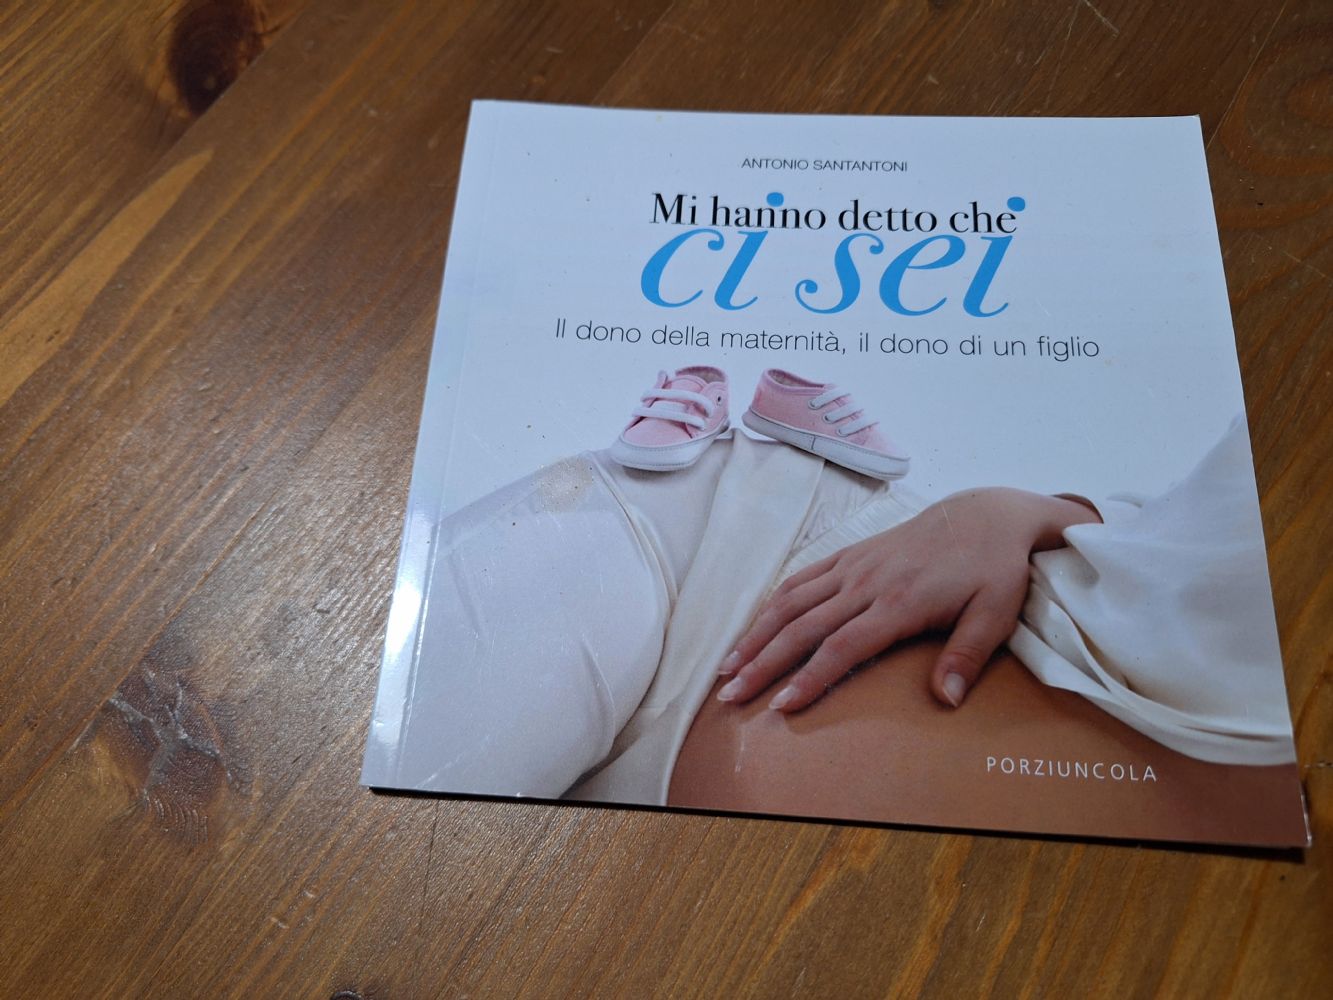 ANTONIO SANTANTONI
Mi hanno detto che
ci sei
Il dono della maternità, il dono di un figlio
PORZIUNCOLA